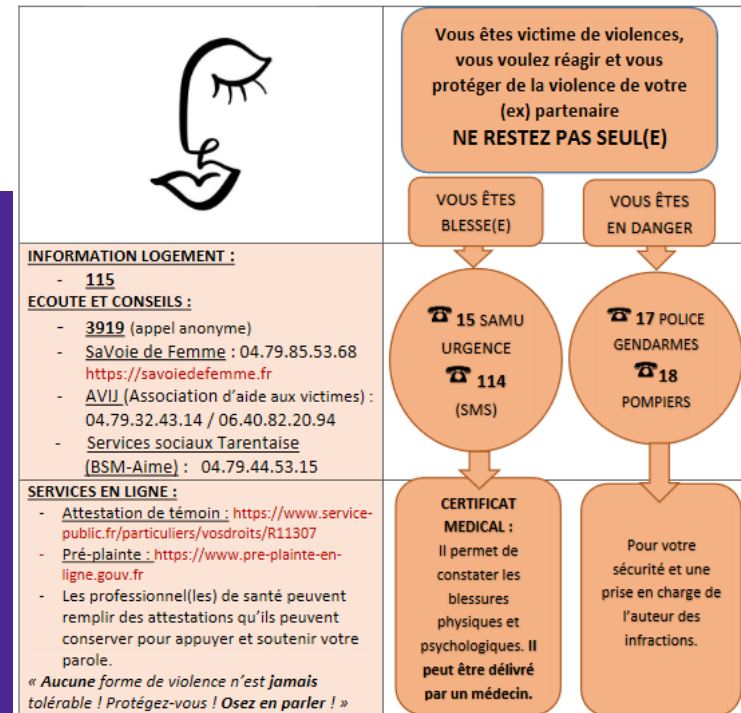 Vous êtes victime de violences,
vous voulez réagir et vous
protéger de la violence de votre
(ex) partenaire
NE RESTEZ PAS SEUL(E)
VOUS ÊTES
BLESSE(E)
VOUS ÊTES
EN DANGER
INFORMATION LOGEMENT :
- 115
ECOUTE ET CONSEILS :
- 3919 (appel anonyme)
- SaVoie de Femme : 04.79.85.53.68
https://savoiedefemme.fr
- AVIJ (Association d'aide aux victimes) :
04.79.32.43.14 / 06.40.82.20.94
- Services sociaux Tarentaise
(BSM-Aime) : 04.79.44.53.15
☎ 15 SAMU
URGENCE
☎ 114
(SMS)
☎ 17 POLICE
GENDARMES
☎18
POMPIERS
SERVICES EN LIGNE :
- Attestation de témoin : https://www.service-
public.fr/particuliers/vosdroits/R11307
- Pré-plainte : https://www.pre-plainte-en-
ligne.gouv.fr
- Les professionnel(les) de santé peuvent
remplir des attestations qu'ils peuvent
conserver pour appuyer et soutenir votre
parole.
« Aucune forme de violence n'est jamais
tolérable ! Protégez-vous ! Osez en parler ! »
CERTIFICAT
MEDICAL :
Il permet de
constater les
blessures
physiques et
psychologiques. Il
peut être délivré
par un médecin.
Pour votre
sécurité et une
prise en charge de
l'auteur des
infractions.